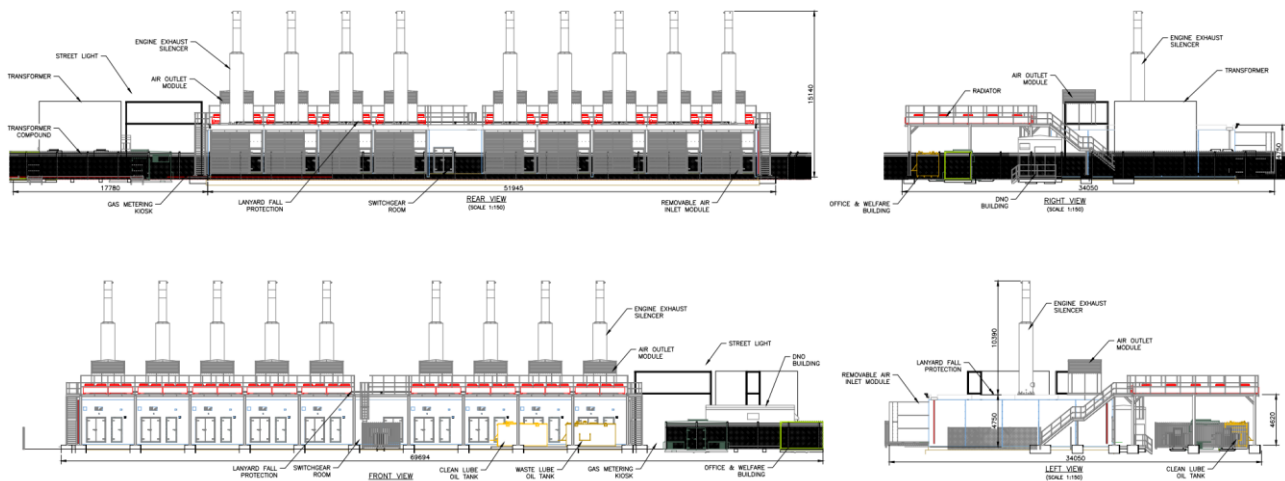 ENGINE EXHAUST
SILENCER
STREET LIGHT
AIR OUTLET
MODULE
TRANSFORMER
TRANSFORMER
COMPOUND
15140
17780
51945
GAS METERING
KIOSK
LANYARD FALL
PROTECTION
SWITCHGEAR
ROOM
REMOVABLE AIR
INLET MODULE
REAR VIEW
(SCALE 1:150)
ENGINE EXHAUST
SILENCER
AIR OUTLET
MODULE
TRANSFORMER
RADIATOR
34050
OFFICE & WELFARE
BUILDING
DNO
BUILDING
RIGHT VIEW
(SCALE 1:150)
ENGINE EXHAUST
SILENCER
AIR OUTLET
MODULE
STREET LIGHT
DNO
BUILDING
69694
LANYARD FALL
PROTECTION
SWITCHGEAR
ROOM
CLEAN LUBE
OIL TANK
WASTE LUBE
OIL TANK
GAS METERING
KIOSK
OFFICE & WELFARE
BUILDING
FRONT VIEW
10390
ENGINE EXHAUST
SILENCER
AIR OUTLET
MODULE
LANYARD FALL
PROTECTION
REMOVABLE AIR
INLET MODULE
4750
4620
34050
LEFT VIEW
(SCALE 1:150)
CLEAN LUBE
OIL TANK